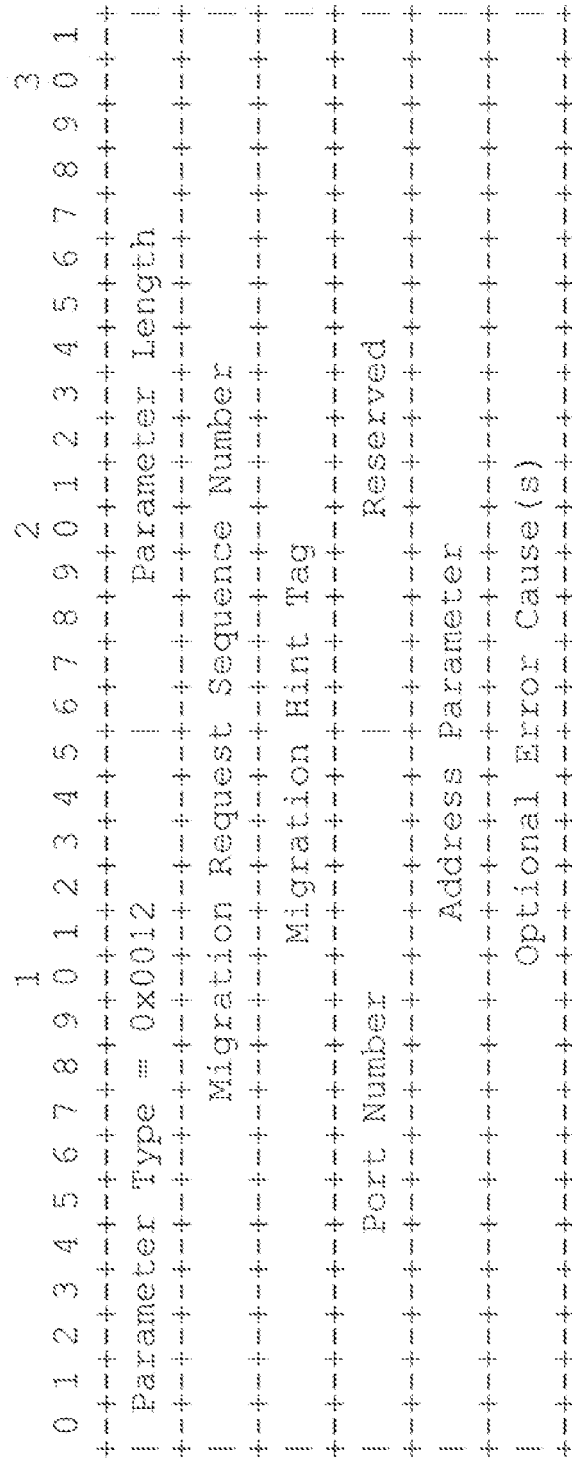 1                   2                   3
 0 1 2 3 4 5 6 7 8 9 0 1 2 3 4 5 6 7 8 9 0 1 2 3 4 5 6 7 8 9 0 1
+-+-+-+-+-+-+-+-+-+-+-+-+-+-+-+-+-+-+-+-+-+-+-+-+-+-+-+-+-+-+-+-+
| Parameter Type = 0x0012       |       Parameter Length        |
+-+-+-+-+-+-+-+-+-+-+-+-+-+-+-+-+-+-+-+-+-+-+-+-+-+-+-+-+-+-+-+-+
|               Migration Request Sequence Number               |
+-+-+-+-+-+-+-+-+-+-+-+-+-+-+-+-+-+-+-+-+-+-+-+-+-+-+-+-+-+-+-+-+
|                      Migration Hint Tag                       |
+-+-+-+-+-+-+-+-+-+-+-+-+-+-+-+-+-+-+-+-+-+-+-+-+-+-+-+-+-+-+-+-+
|         Port Number           |         Reserved              |
+-+-+-+-+-+-+-+-+-+-+-+-+-+-+-+-+-+-+-+-+-+-+-+-+-+-+-+-+-+-+-+-+
|                       Address Parameter                       |
+-+-+-+-+-+-+-+-+-+-+-+-+-+-+-+-+-+-+-+-+-+-+-+-+-+-+-+-+-+-+-+-+
|                     Optional Error Cause(s)                   |
+-+-+-+-+-+-+-+-+-+-+-+-+-+-+-+-+-+-+-+-+-+-+-+-+-+-+-+-+-+-+-+-+